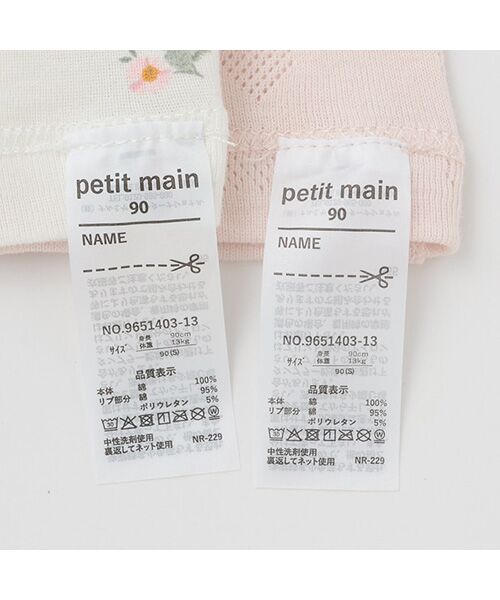 petit main
90
NAME
NO.9651403-13
サイズ 身長 90cm
体重 13kg
90(S)
品質表示
本体 綿 100%
リブ部分 綿 95%
ポリウレタン 5%
中性洗剤使用
裏返してネット使用 NR-229
petit main
90
NAME
NO.9651403-13
サイズ 身長 90cm
体重 13kg
90(S)
品質表示
本体 綿 100%
リブ部分 綿 95%
ポリウレタン 5%
中性洗剤使用
裏返してネット使用 NR-229